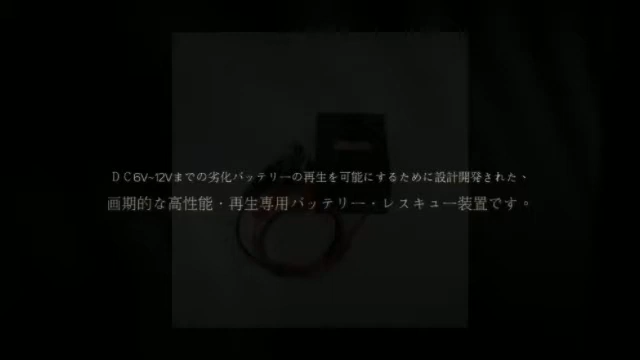 DC6V~12Vまでの劣化バッテリーの再生を可能にするために設計開発された、
画期的な高性能・再生専用バッテリー・レスキュー装置です。